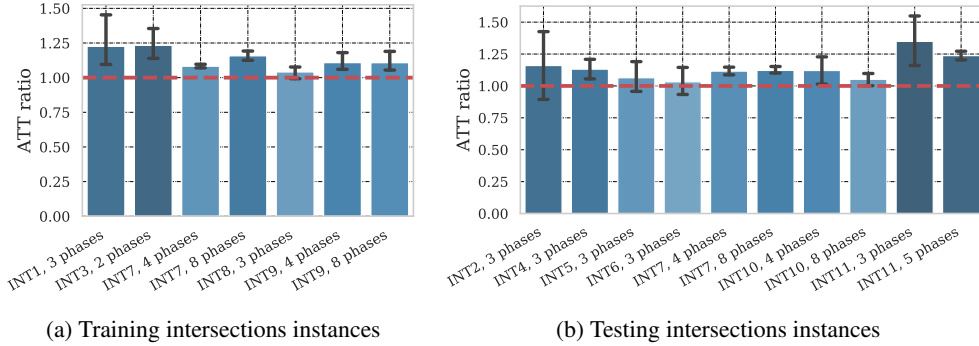 1.50
1.25
1.00
0.75
0.50
0.25
0.00
ATT ratio
INT1, 3 phases
INT3, 2 phases
INT7, 4 phases
INT7, 8 phases
INT8, 3 phases
INT9, 4 phases
INT9, 8 phases
(a) Training intersections instances
1.50
1.25
1.00
0.75
0.50
0.25
0.00
ATT ratio
INT2, 3 phases
INT4, 3 phases
INT5, 3 phases
INT6, 3 phases
INT7, 4 phases
INT7, 8 phases
INT10, 4 phases
INT10, 8 phases
INT11, 3 phases
INT11, 5 phases
(b) Testing intersections instances